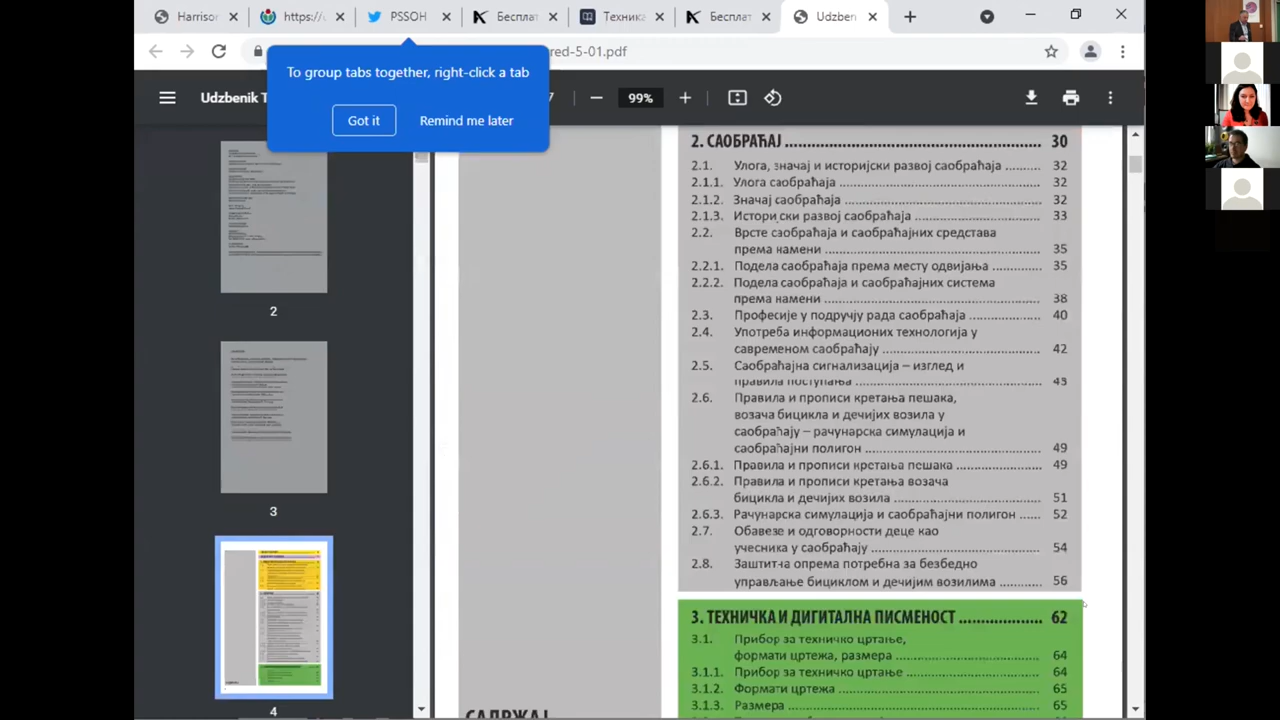 Harrison
https://u
PSSOH
Бесплат
Техника
Бесплат
Udzben
red-5-01.pdf
To group tabs together, right-click a tab
Got it
Remind me later
Udzbenik T
7
99%
2
3
4
2. САОБРАЋАЈ 30
2.1. Улога, значај и историјски развој саобраћаја 32
2.1.1. Улога саобраћаја 32
2.1.2. Значај саобраћаја 32
2.1.3. Историски развој саобраћаја 33
2.2. Врсте саобраћаја и саобраћајних средстава
према намени 35
2.2.1. Подела саобраћаја према месту одвијања 35
2.2.2. Подела саобраћаја и саобраћајних система
према намени 38
2.3. Професије у подручју рада саобраћаја 40
2.4. Употреба информационих технологија у
савременом саобраћају 42
2.5. Саобраћајна сигнализација – изглед и
правила поступања 43
2.6. Правила и прописи кретања пешака,
возача бицикла и дечијих возила у
саобраћају – рачунарска симулација и
саобраћајни полигон 49
2.6.1. Правила и прописи кретања пешака 49
2.6.2. Правила и прописи кретања возача
бицикла и дечијих возила 51
2.6.3. Рачунарска симулација и саобраћајни полигон 52
2.7. Обавезе и одговорности деце као
учесника у саобраћају 54
2.8. Заштитна опрема потребна за безбедно
управљање бициклом и дечијим возилима 56
3. ТЕХНИЧКА И ДИГИТАЛНА ПИСМЕНОСТ 62
3.1. Прибор за техничко цртање,
формати цртежа, размера 64
3.1.1. Прибор за техничко цртање 64
3.1.2. Формати цртежа 65
3.1.3. Размера 65
САДРЖАЈ